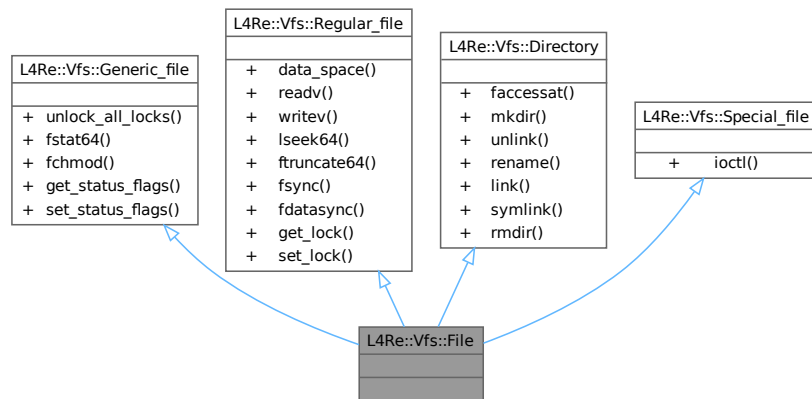 L4Re::Vfs::Generic_file
+ unlock_all_locks()
+ fstat64()
+ fchmod()
+ get_status_flags()
+ set_status_flags()
L4Re::Vfs::Regular_file
+ data_space()
+ readv()
+ writev()
+ lseek64()
+ ftruncate64()
+ fsync()
+ fdatasync()
+ get_lock()
+ set_lock()
L4Re::Vfs::Directory
+ faccessat()
+ mkdir()
+ unlink()
+ rename()
+ link()
+ symlink()
+ rmdir()
L4Re::Vfs::Special_file
+ ioctl()
L4Re::Vfs::File